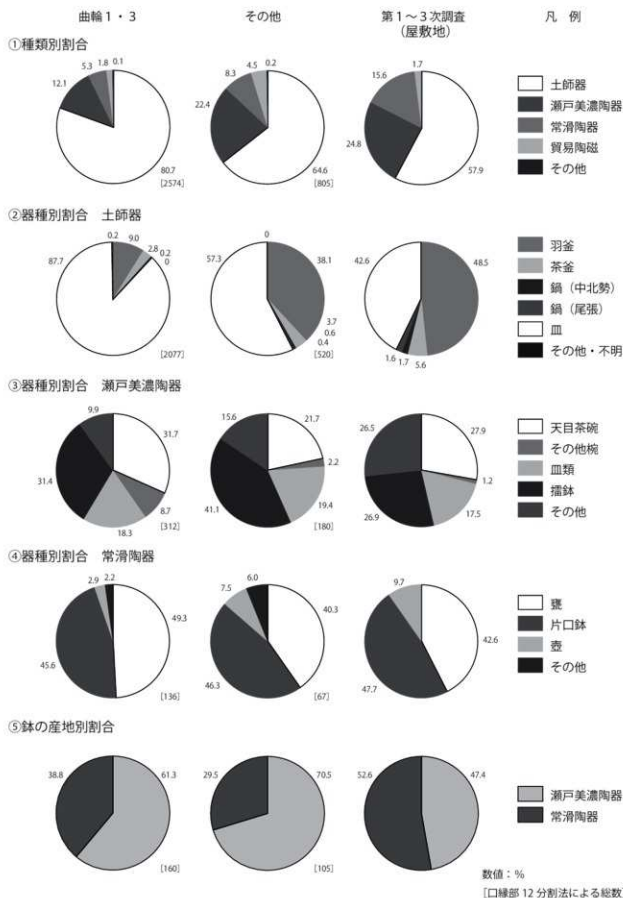 曲輪1・3　その他　第1～3次調査　凡　例
（屋敷地）
①種類別割合
80.7
[2574]
12.1
5.3
1.8
0.1
64.6
[805]
22.4
8.3
4.5
0.2
57.9
24.8
15.6
1.7
土師器
瀬戸美濃陶器
常滑陶器
貿易陶磁
その他
②器種別割合　土師器
87.7
0.2
9.0
2.8
0.2
0
[2077]
57.3
0
38.1
3.7
0.6
0.4
[520]
42.6
48.5
5.6
1.7
1.6
羽釜
茶釜
鍋（中北勢）
鍋（尾張）
皿
その他・不明
③器種別割合　瀬戸美濃陶器
9.9
31.7
8.7
[312]
18.3
31.4
15.6
21.7
2.2
19.4
[180]
41.1
26.5
27.9
1.2
17.5
26.9
天目茶碗
その他椀
皿類
擂鉢
その他
④器種別割合　常滑陶器
2.9
2.2
49.3
45.6
[136]
7.5
6.0
40.3
46.3
[67]
9.7
42.6
47.7
甕
片口鉢
壺
その他
⑤鉢の産地別割合
38.8
61.3
[160]
29.5
70.5
[105]
52.6
47.4
瀬戸美濃陶器
常滑陶器
数値：％
[口縁部 12 分割法による総数]